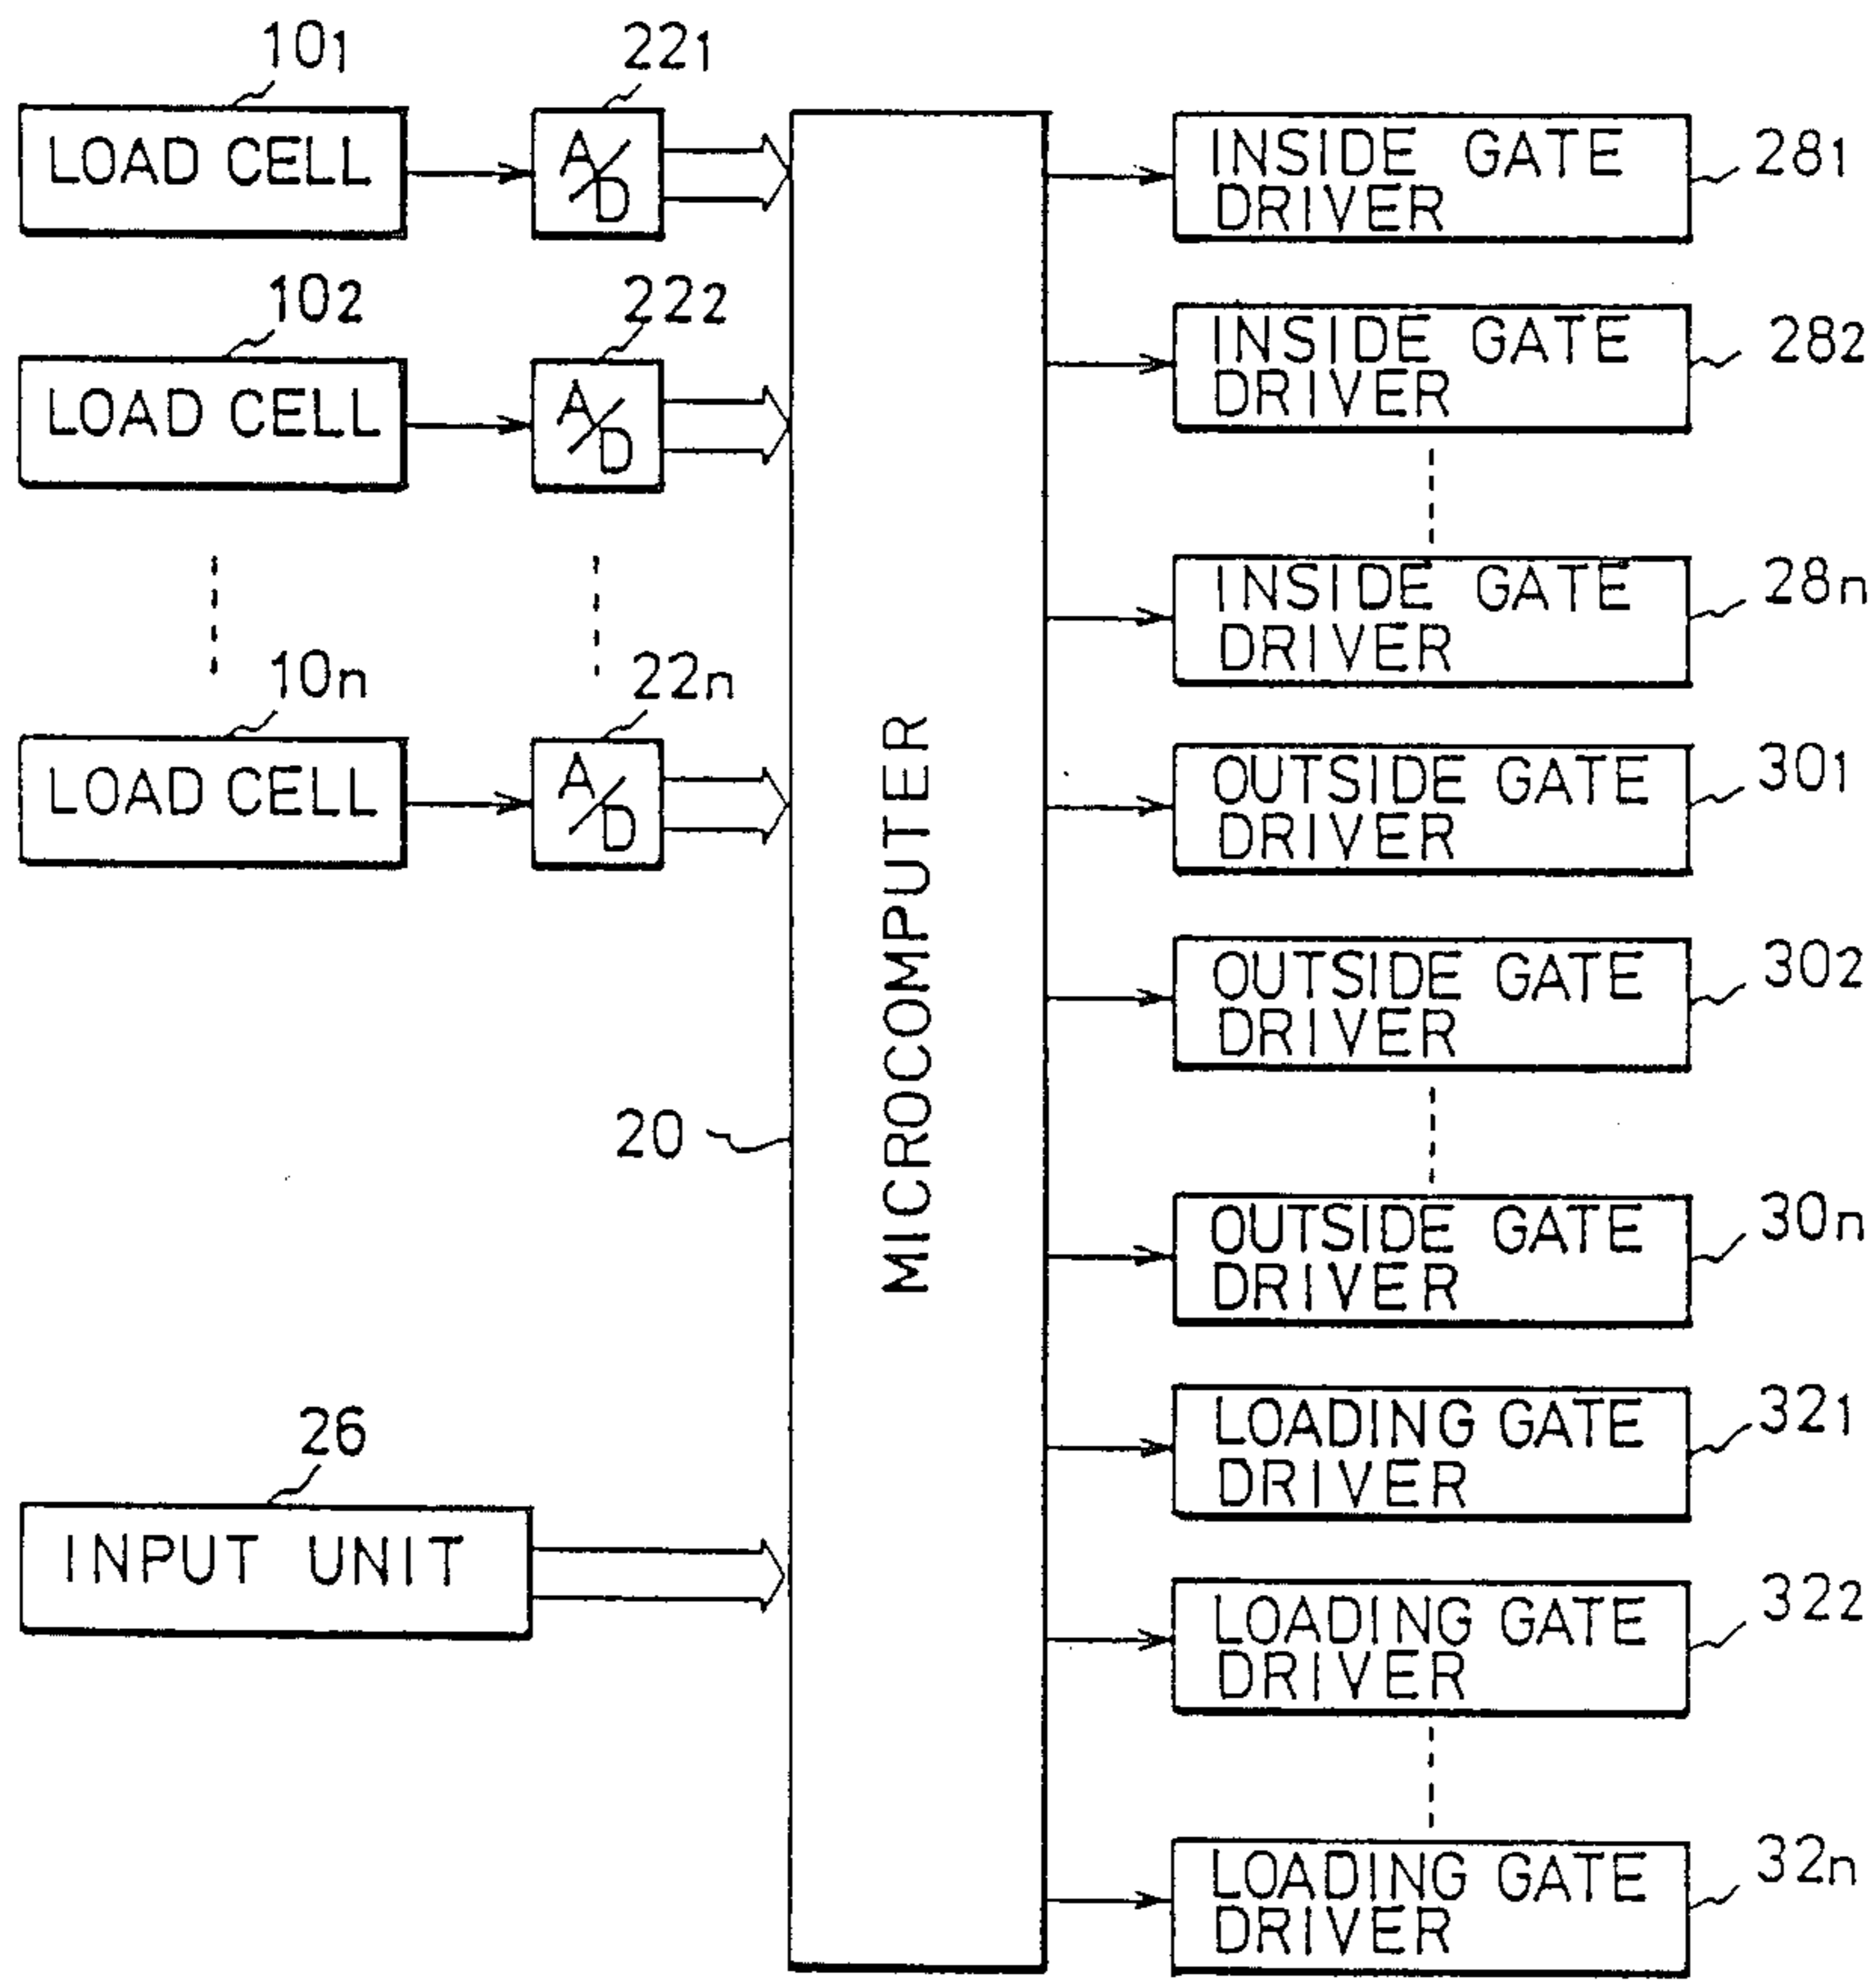 10₁
LOAD CELL
22₁
A/D
10₂
LOAD CELL
22₂
A/D
10n
LOAD CELL
22n
A/D
26
INPUT UNIT
20
MICROCOMPUTER
INSIDE GATE
DRIVER
28₁
INSIDE GATE
DRIVER
28₂
INSIDE GATE
DRIVER
28n
OUTSIDE GATE
DRIVER
30₁
OUTSIDE GATE
DRIVER
30₂
OUTSIDE GATE
DRIVER
30n
LOADING GATE
DRIVER
32₁
LOADING GATE
DRIVER
32₂
LOADING GATE
DRIVER
32n